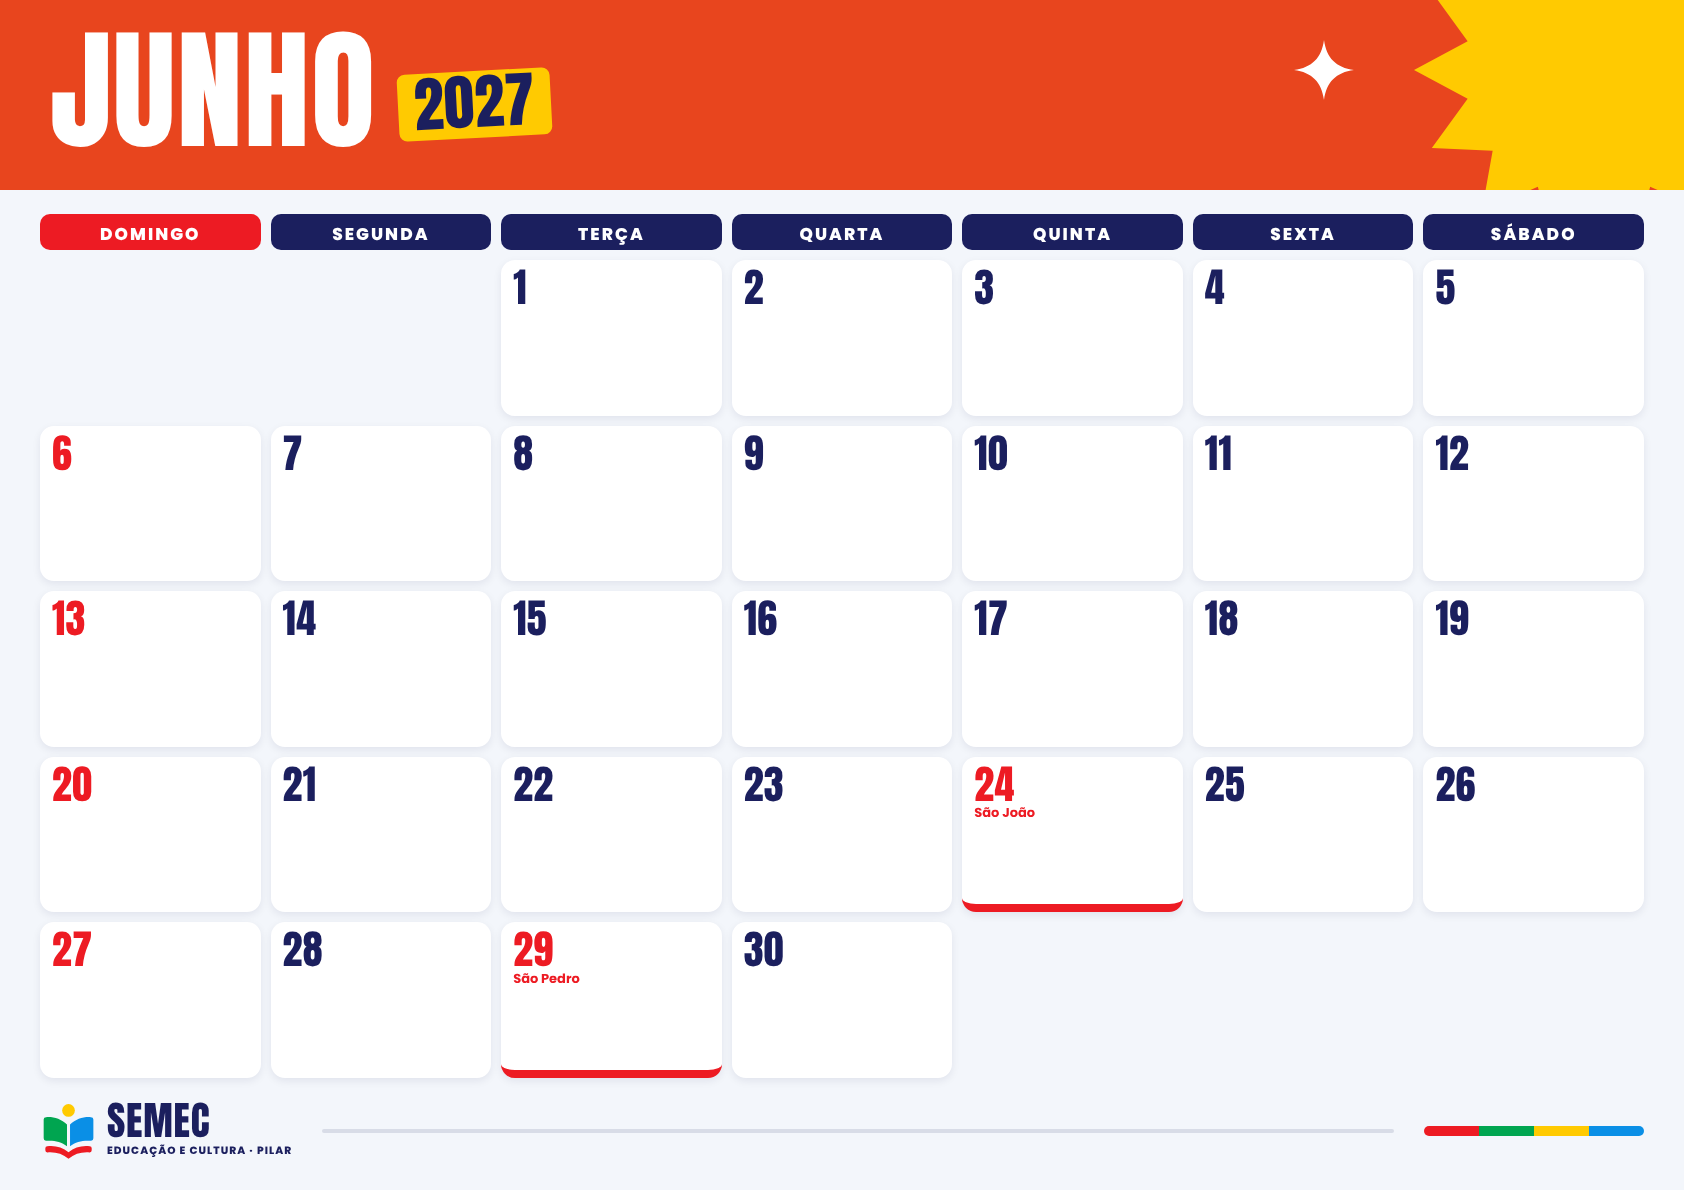 JUNHO 2027
DOMINGO SEGUNDA TERÇA QUARTA QUINTA SEXTA SÁBADO
1 2 3 4 5
6 7 8 9 10 11 12
13 14 15 16 17 18 19
20 21 22 23 24 25 26
São João
27 28 29 30
São Pedro
SEMEC
EDUCAÇÃO E CULTURA · PILAR